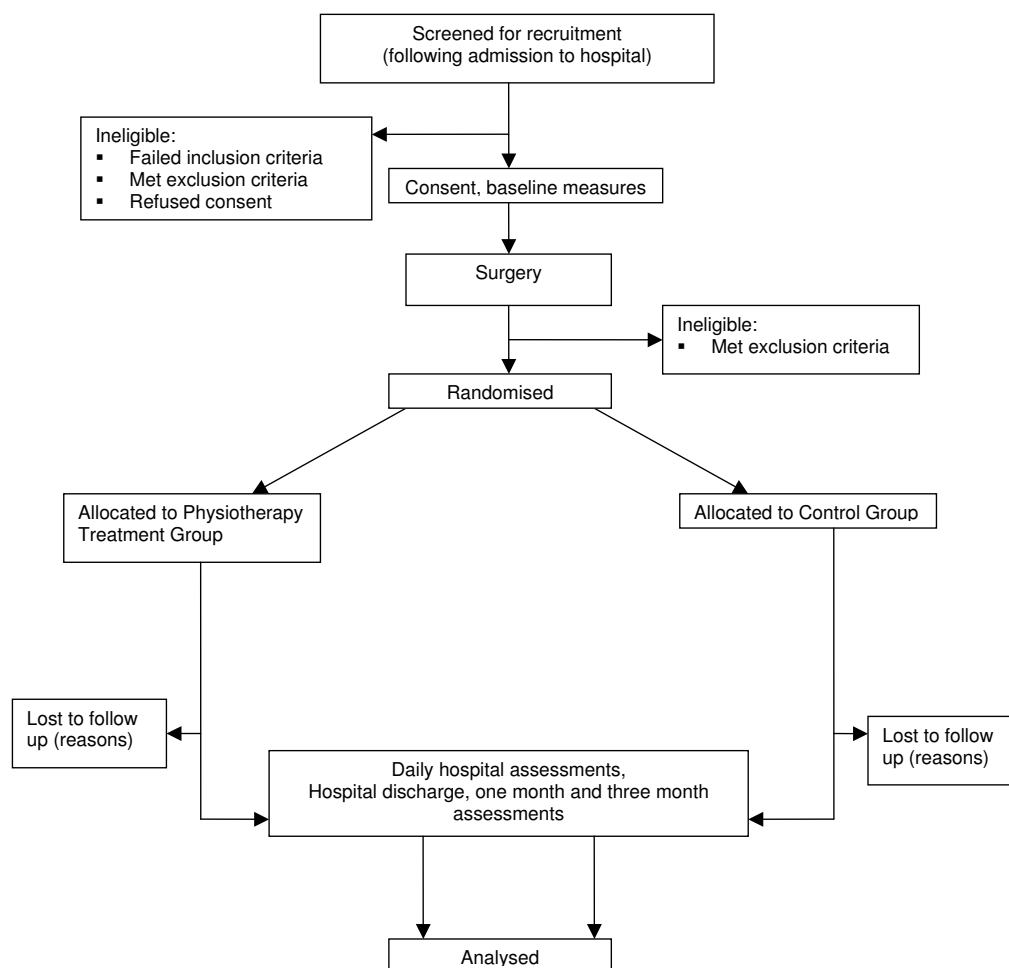 Screened for recruitment
(following admission to hospital)
Ineligible:
▪ Failed inclusion criteria
▪ Met exclusion criteria
▪ Refused consent
Consent, baseline measures
Surgery
Ineligible:
▪ Met exclusion criteria
Randomised
Allocated to Physiotherapy
Treatment Group
Allocated to Control Group
Lost to follow
up (reasons)
Lost to follow
up (reasons)
Daily hospital assessments,
Hospital discharge, one month and three month
assessments
Analysed